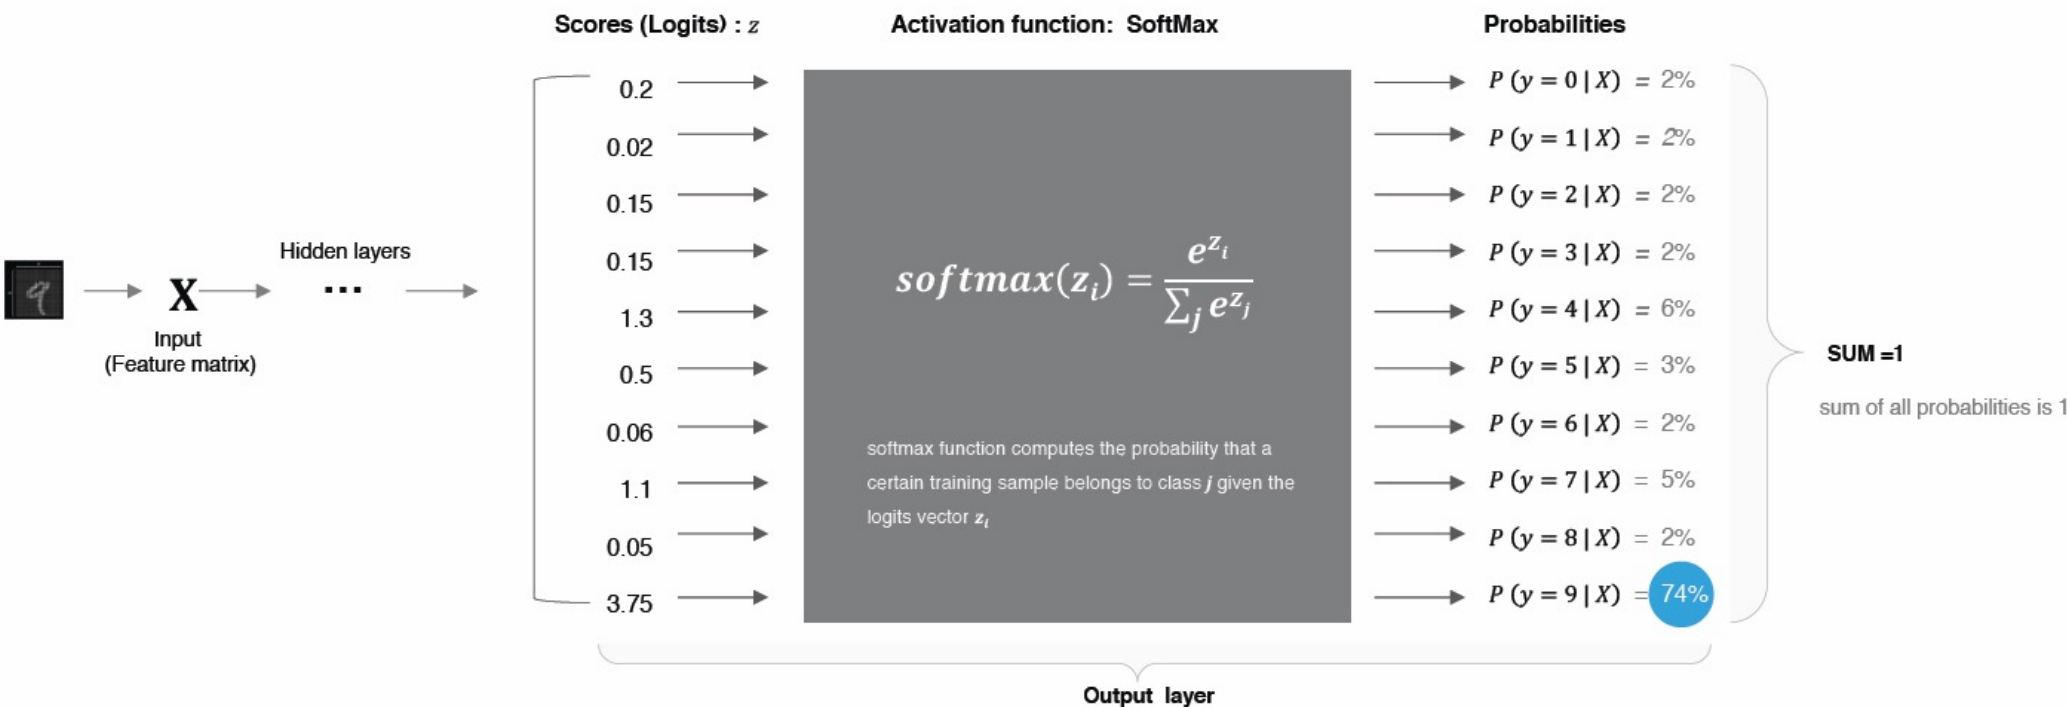 Scores (Logits) : z
Activation function: SoftMax
Probabilities
0.2
0.02
0.15
0.15
1.3
0.5
0.06
1.1
0.05
3.75
Hidden layers
...
X
Input
(Feature matrix)
softmax(z_i) = e^{z_i} / ∑_j e^{z_j}
softmax function computes the probability that a
certain training sample belongs to class j given the
logits vector z_i
P (y = 0 | X) = 2%
P (y = 1 | X) = 2%
P (y = 2 | X) = 2%
P (y = 3 | X) = 2%
P (y = 4 | X) = 6%
P (y = 5 | X) = 3%
P (y = 6 | X) = 2%
P (y = 7 | X) = 5%
P (y = 8 | X) = 2%
P (y = 9 | X) = 74%
SUM =1
sum of all probabilities is 1
Output layer